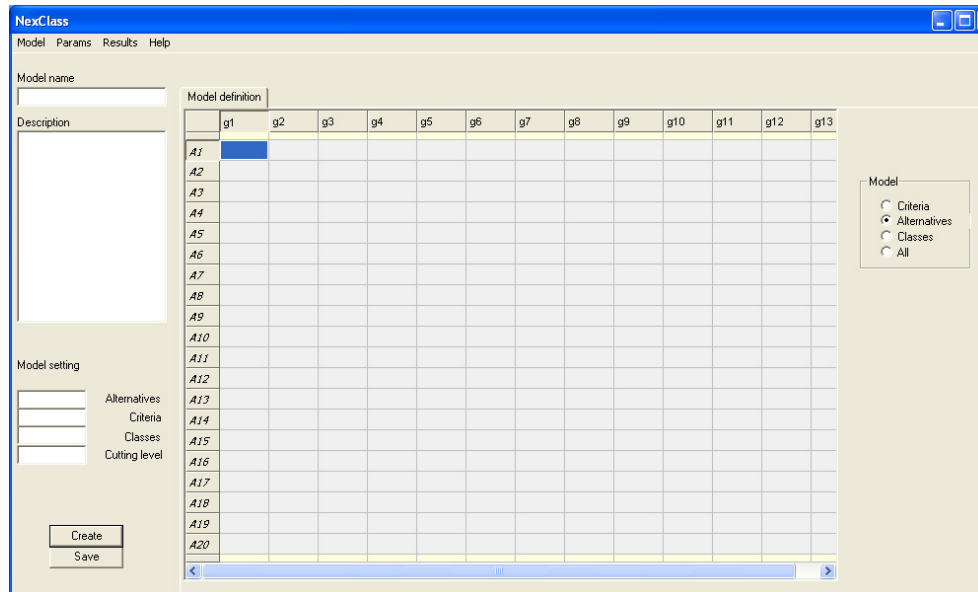 NexClass
Model Params Results Help
Model name
Model definition
Description
g1 g2 g3 g4 g5 g6 g7 g8 g9 g10 g11 g12 g13
A1
A2
A3
A4
A5
A6
A7
A8
A9
A10
A11
A12
A13
A14
A15
A16
A17
A18
A19
A20
Model
Criteria
Alternatives
Classes
All
Model setting
Alternatives
Criteria
Classes
Cutting level
Create
Save